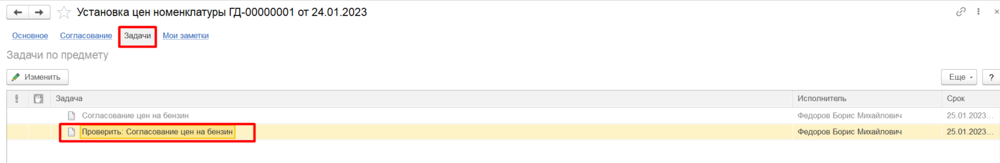 Установка цен номенклатуры ГД-00000001 от 24.01.2023
Основное Согласование Задачи Мои заметки
Задачи по предмету
Изменить Еще ?
Задача Исполнитель Срок
Согласование цен на бензин Федоров Борис Михайлович 25.01.2023...
Проверить: Согласование цен на бензин Федоров Борис Михайлович 25.01.2023...